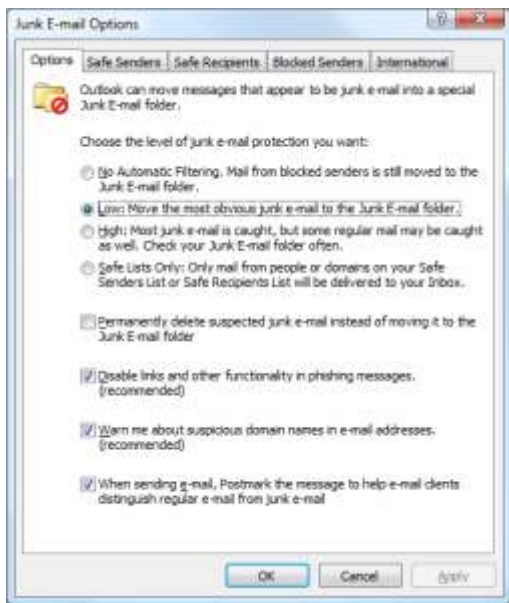 Junk E-mail Options
Options Safe Senders Safe Recipients Blocked Senders International
Outlook can move messages that appear to be junk e-mail into a special
Junk E-mail folder.
Choose the level of junk e-mail protection you want:
No Automatic Filtering. Mail from blocked senders is still moved to the
Junk E-mail folder.
Low: Move the most obvious junk e-mail to the Junk E-mail folder.
High: Most junk e-mail is caught, but some regular mail may be caught
as well. Check your Junk E-mail folder often.
Safe Lists Only: Only mail from people or domains on your Safe
Senders List or Safe Recipients List will be delivered to your Inbox.
Permanently delete suspected junk e-mail instead of moving it to the
Junk E-mail folder
Disable links and other functionality in phishing messages.
(recommended)
Warn me about suspicious domain names in e-mail addresses.
(recommended)
When sending e-mail, Postmark the message to help e-mail clients
distinguish regular e-mail from junk e-mail
OK Cancel Apply